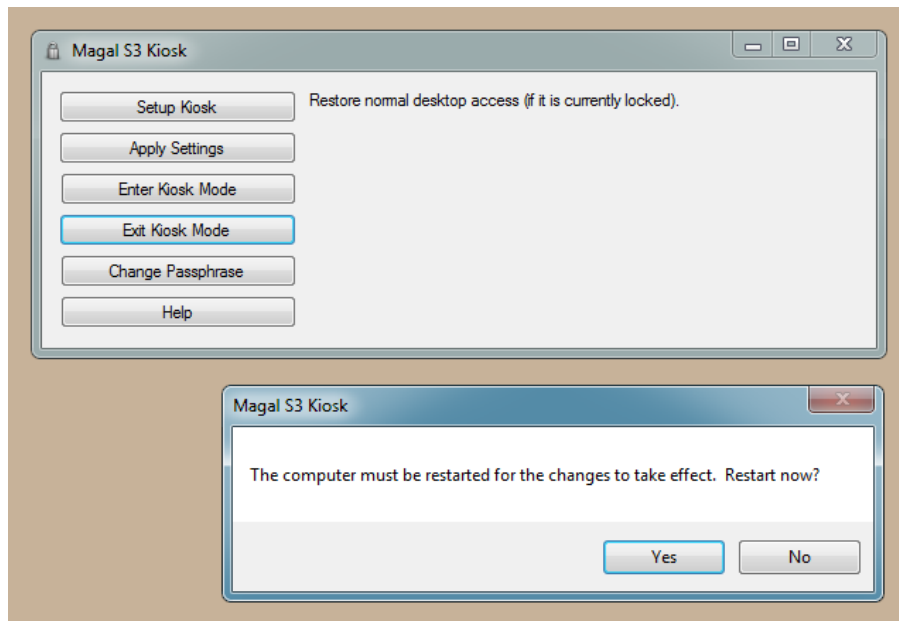 Magal S3 Kiosk
Setup Kiosk
Restore normal desktop access (if it is currently locked).
Apply Settings
Enter Kiosk Mode
Exit Kiosk Mode
Change Passphrase
Help
Magal S3 Kiosk
The computer must be restarted for the changes to take effect.  Restart now?
Yes No